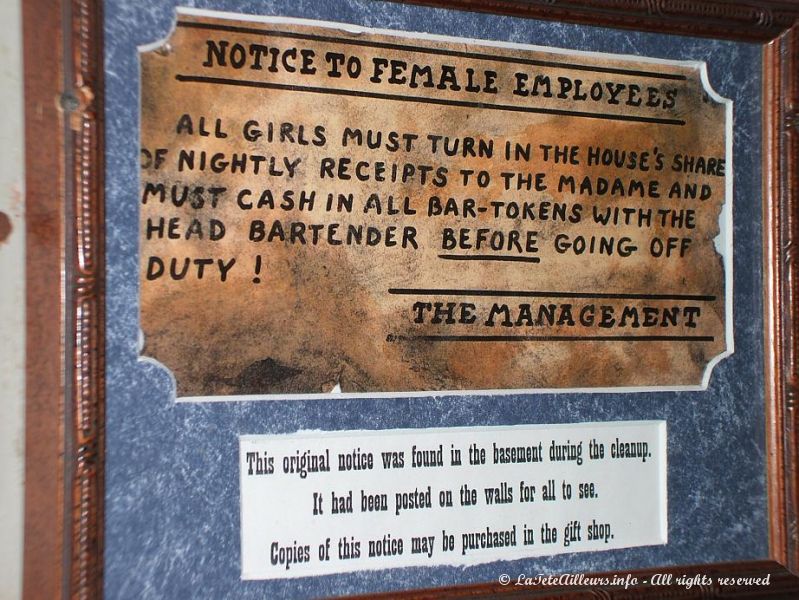 NOTICE TO FEMALE EMPLOYEES
ALL GIRLS MUST TURN IN THE HOUSE'S SHARE
OF NIGHTLY RECEIPTS TO THE MADAME AND
MUST CASH IN ALL BAR-TOKENS WITH THE
HEAD BARTENDER BEFORE GOING OFF
DUTY !
THE MANAGEMENT
This original notice was found in the basement during the cleanup.
It had been posted on the walls for all to see.
Copies of this notice may be purchased in the gift shop.
© LaTeteAilleurs.info - All rights reserved